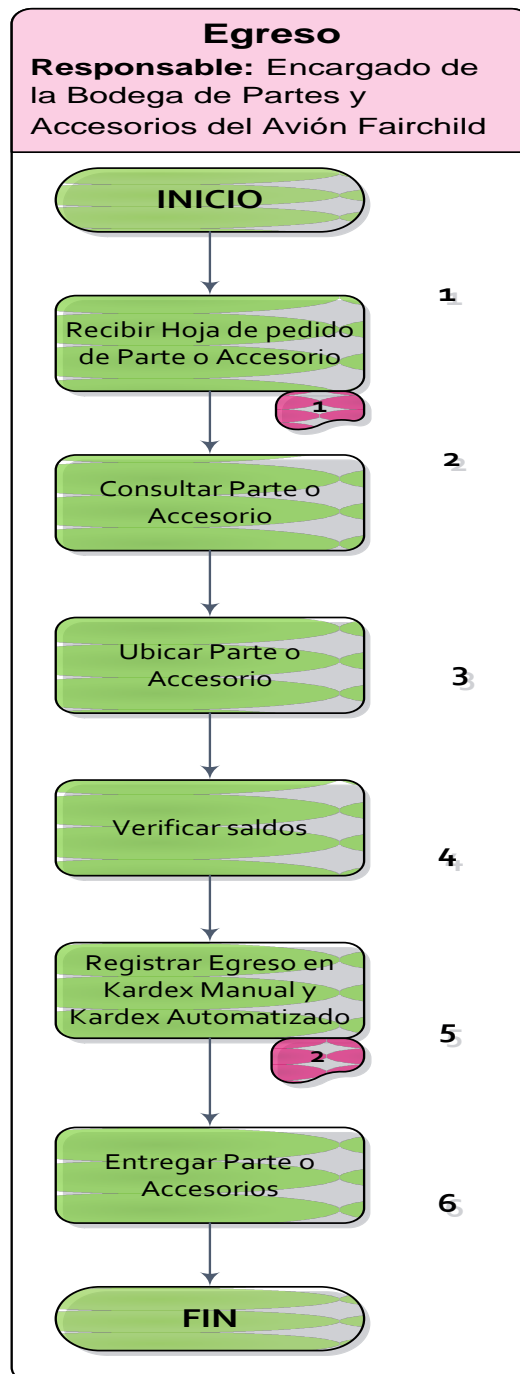 Egreso
Responsable: Encargado de
la Bodega de Partes y
Accesorios del Avión Fairchild
INICIO
1
Recibir Hoja de pedido
de Parte o Accesorio
1
2
Consultar Parte o
Accesorio
Ubicar Parte o
Accesorio
3
Verificar saldos
4
Registrar Egreso en
Kardex Manual y
Kardex Automatizado
5
2
Entregar Parte o
Accesorios
6
FIN